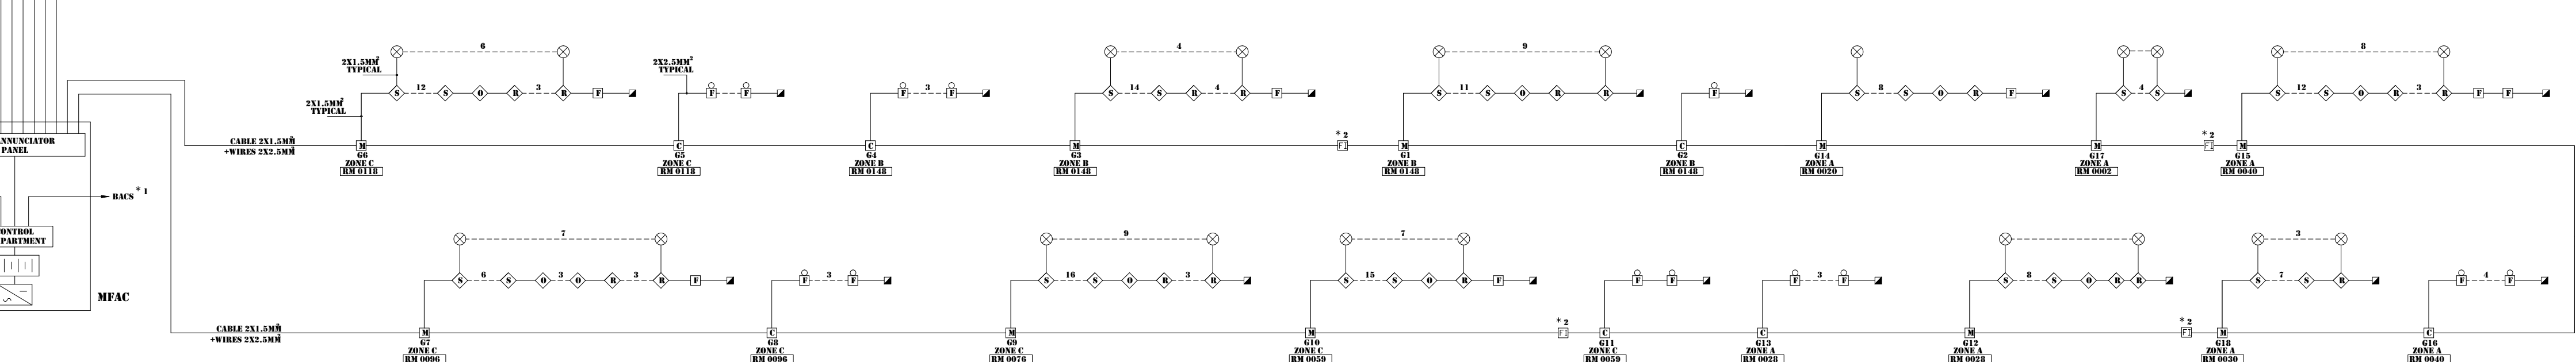 6
4
9
8
2X1.5MM²
TYPICAL
2X2.5MM²
TYPICAL
S 12 S O R 3 R F
F F
F 3 F
S 14 S R 4 R F
S 11 S O R R
F
S 8 S O R F
S 4 S
S 12 S O R 3 R F F
2X1.5MM²
TYPICAL
ANNUNCIATOR
PANEL
CABLE 2X1.5MM²
+WIRES 2X2.5MM²
M
G6
ZONE C
RM 0118
C
G5
ZONE C
RM 0118
C
G4
ZONE B
RM 0148
M
G3
ZONE B
RM 0148
* 2
FI
M
G1
ZONE B
RM 0148
C
G2
ZONE B
RM 0148
M
G14
ZONE A
RM 0020
M
G17
ZONE A
RM 0002
* 2
FI
M
G15
ZONE A
RM 0040
BACS * 1
ONTROL
PARTMENT
MFAC
7
9
7
3
S 6 S O 3 O R 3 R F
F 3 F
S 16 S O R 3 R
S 15 S O R F
F F
F 3 F
S 8 S O R R
S 7 S R
F 4 F
CABLE 2X1.5MM²
+WIRES 2X2.5MM²
M
G7
ZONE C
RM 0096
C
G8
ZONE C
RM 0096
M
G9
ZONE C
RM 0076
M
G10
ZONE C
RM 0059
* 2
FI
C
G11
ZONE C
RM 0059
C
G13
ZONE A
RM 0028
M
G12
ZONE A
RM 0028
* 2
FI
M
G18
ZONE A
RM 0030
C
G16
ZONE A
RM 0040